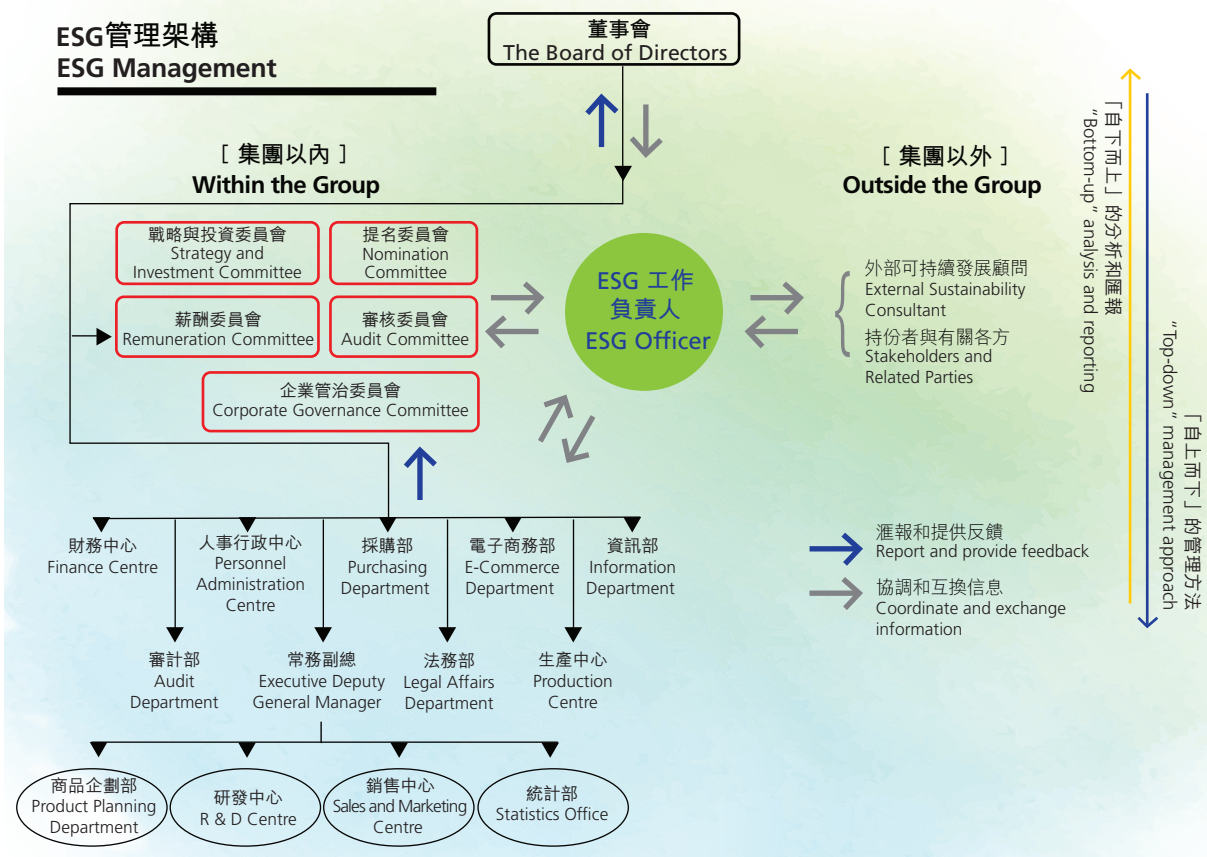 ESG管理架構
ESG Management
董事會
The Board of Directors
[ 集團以內 ]
Within the Group
[ 集團以外 ]
Outside the Group
戰略與投資委員會
Strategy and
Investment Committee
提名委員會
Nomination
Committee
薪酬委員會
Remuneration Committee
審核委員會
Audit Committee
企業管治委員會
Corporate Governance Committee
ESG 工作
負責人
ESG Officer
外部可持續發展顧問
External Sustainability
Consultant
持份者與有關各方
Stakeholders and
Related Parties
「自下而上」的分析和匯報
“Bottom-up” analysis and reporting
「自上而下」的管理方法
“Top-down” management approach
財務中心
Finance Centre
人事行政中心
Personnel
Administration
Centre
採購部
Purchasing
Department
電子商務部
E-Commerce
Department
資訊部
Information
Department
匯報和提供反饋
Report and provide feedback
協調和互換信息
Coordinate and exchange
information
審計部
Audit
Department
常務副總
Executive Deputy
General Manager
法務部
Legal Affairs
Department
生產中心
Production
Centre
商品企劃部
Product Planning
Department
研發中心
R & D Centre
銷售中心
Sales and Marketing
Centre
統計部
Statistics Office